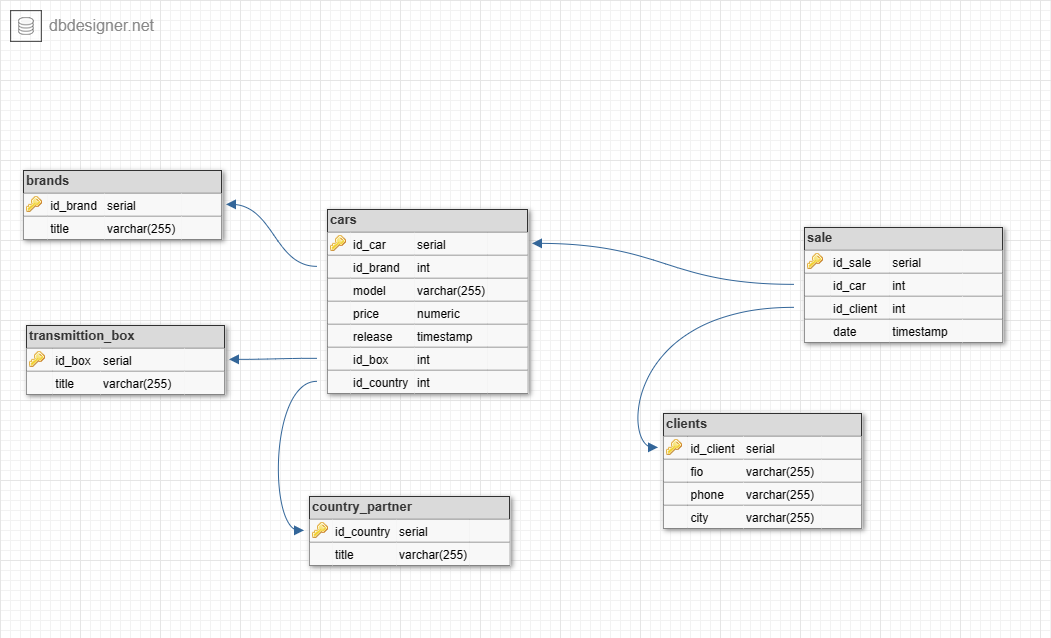 dbdesigner.net
brands
id_brand serial
title varchar(255)
transmittion_box
id_box serial
title varchar(255)
cars
id_car serial
id_brand int
model varchar(255)
price numeric
release timestamp
id_box int
id_country int
country_partner
id_country serial
title varchar(255)
sale
id_sale serial
id_car int
id_client int
date timestamp
clients
id_client serial
fio varchar(255)
phone varchar(255)
city varchar(255)